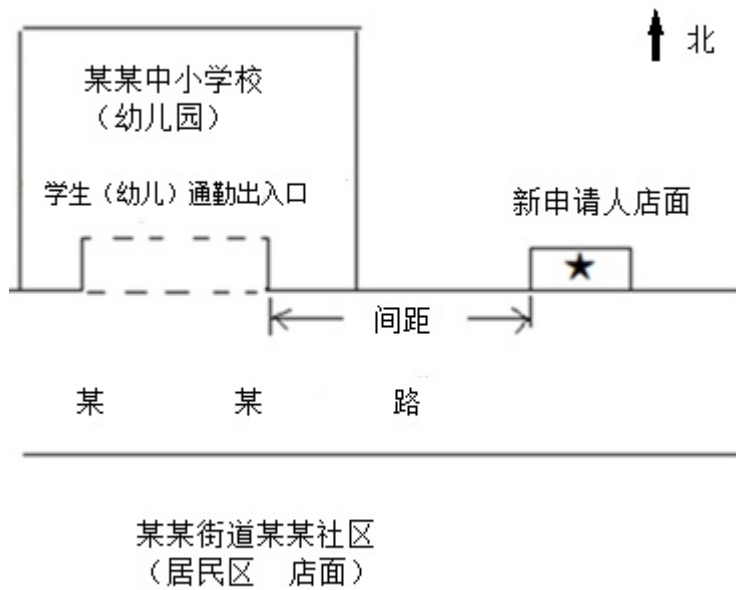 北
某某中小学校
（幼儿园）
学生（幼儿）通勤出入口
新申请人店面
间距
某 某 路
某某街道某某社区
（居民区 店面）